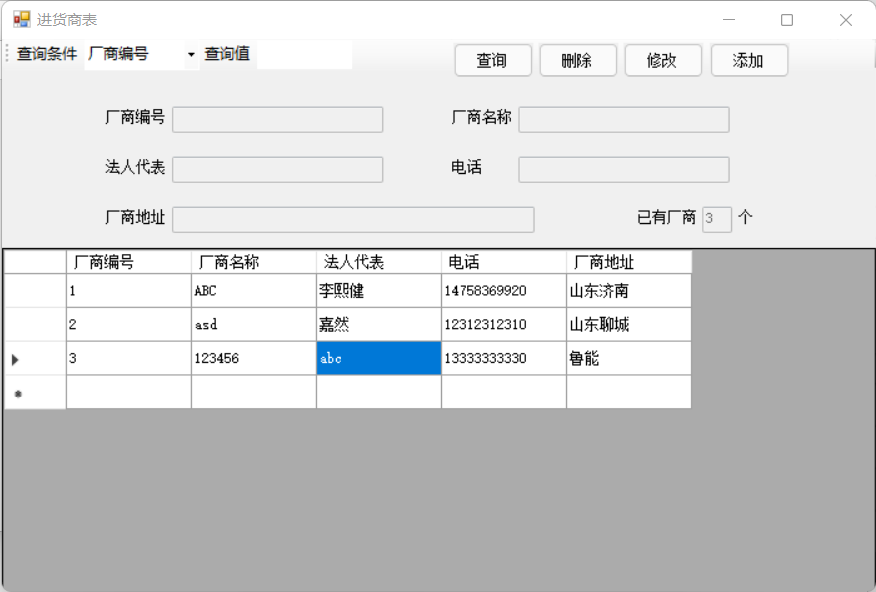 进货商表
查询条件 厂商编号 查询值 查询 删除 修改 添加
厂商编号 厂商名称
法人代表 电话
厂商地址 已有厂商 3 个
厂商编号 厂商名称 法人代表 电话 厂商地址
1 ABC 李熙健 14758369920 山东济南
2 asd 嘉然 12312312310 山东聊城
3 123456 abc 13333333330 鲁能